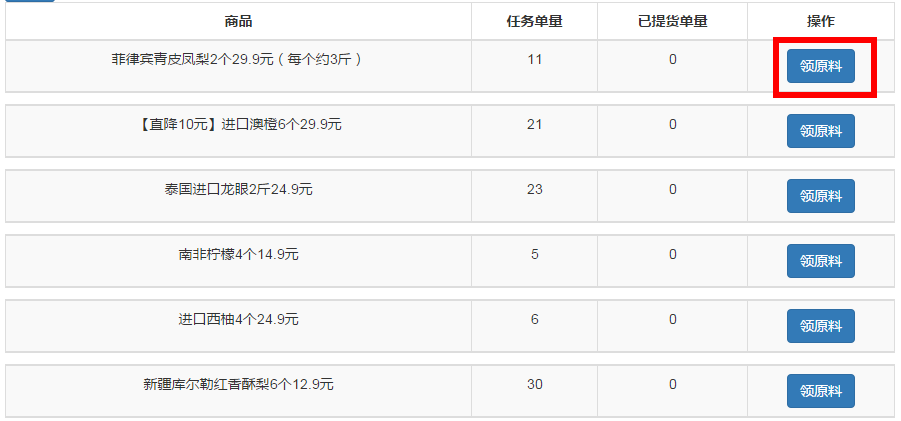 商品 任务单量 已提货单量 操作
菲律宾青皮凤梨2个29.9元（每个约3斤） 11 0 领原料
【直降10元】进口澳橙6个29.9元 21 0 领原料
泰国进口龙眼2斤24.9元 23 0 领原料
南非柠檬4个14.9元 5 0 领原料
进口西柚4个24.9元 6 0 领原料
新疆库尔勒红香酥梨6个12.9元 30 0 领原料